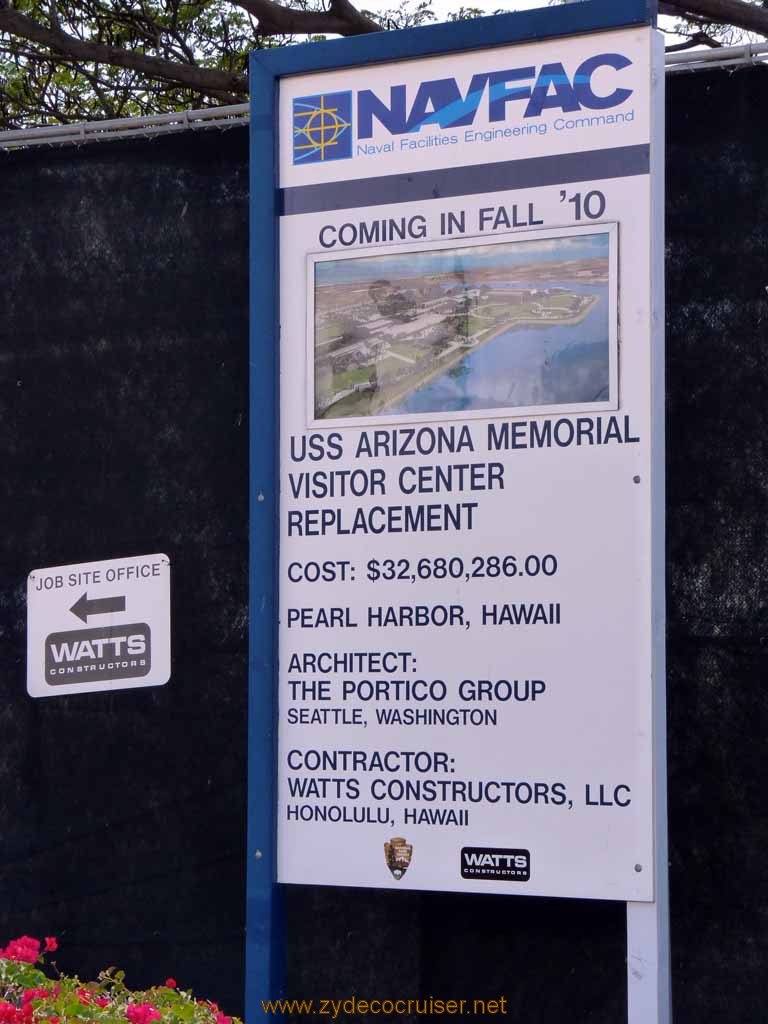 NAVFAC
Naval Facilities Engineering Command
COMING IN FALL '10
USS ARIZONA MEMORIAL
VISITOR CENTER
REPLACEMENT
COST: $32,680,286.00
PEARL HARBOR, HAWAII
ARCHITECT:
THE PORTICO GROUP
SEATTLE, WASHINGTON
CONTRACTOR:
WATTS CONSTRUCTORS, LLC
HONOLULU, HAWAII
WATTS
CONSTRUCTORS
JOB SITE OFFICE
WATTS
CONSTRUCTORS
www.zydecocruiser.net